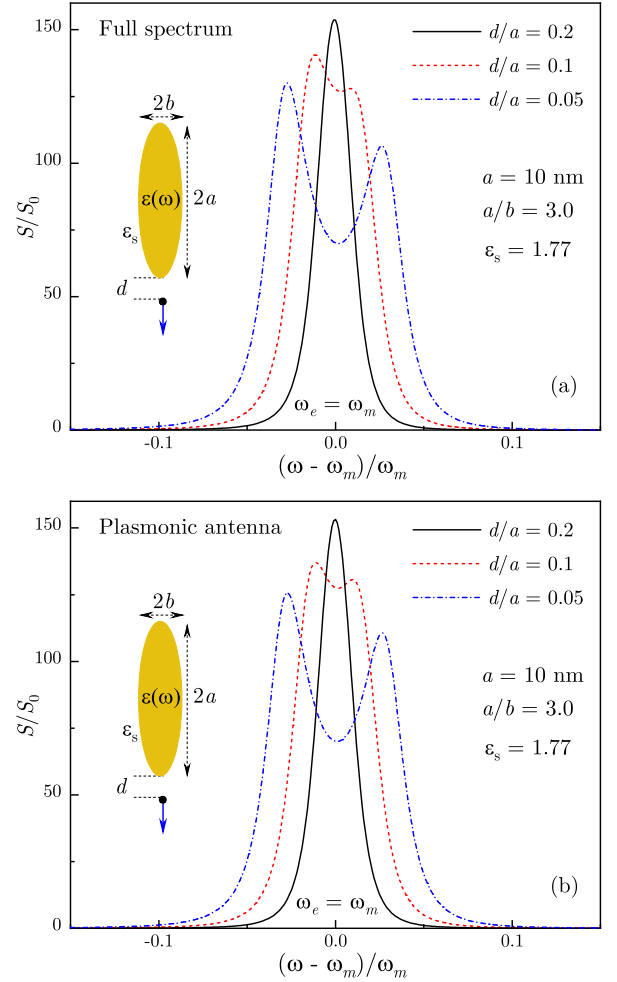 150
Full spectrum
d/a = 0.2
d/a = 0.1
d/a = 0.05
2b
100
S/S₀
ε(ω)
2a
a = 10 nm
a/b = 3.0
εₛ
εₛ = 1.77
d
50
(a)
ωₑ = ωₘ
0
-0.1
0.0
0.1
(ω - ωₘ)/ωₘ
150
Plasmonic antenna
d/a = 0.2
d/a = 0.1
d/a = 0.05
2b
100
S/S₀
ε(ω)
2a
a = 10 nm
a/b = 3.0
εₛ
εₛ = 1.77
d
50
(b)
ωₑ = ωₘ
0
-0.1
0.0
0.1
(ω - ωₘ)/ωₘ